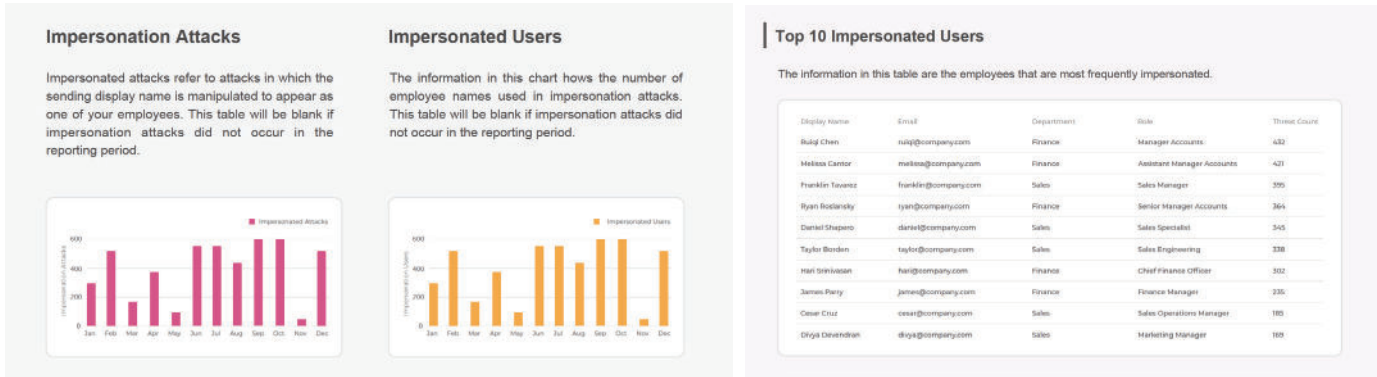 Impersonation Attacks
Impersonated attacks refer to attacks in which the
sending display name is manipulated to appear as
one of your employees. This table will be blank if
impersonation attacks did not occur in the
reporting period.
Impersonated Attacks
Impersonation Attacks
600
400
200
0
Jan Feb Mar Apr May Jun Jul Aug Sep Oct Nov Dec
Impersonated Users
The information in this chart hows the number of
employee names used in impersonation attacks.
This table will be blank if impersonation attacks did
not occur in the reporting period.
Impersonated Users
Impersonation Users
600
400
200
0
Jan Feb Mar Apr May Jun Jul Aug Sep Oct Nov Dec
Top 10 Impersonated Users
The information in this table are the employees that are most frequently impersonated.
Display Name Email Department Role Threat Count
Ruiqi Chen ruiqi@company.com Finance Manager Accounts 432
Melissa Cantor melissa@company.com Finance Assistant Manager Accounts 421
Franklin Tavarez franklin@company.com Sales Sales Manager 395
Ryan Roslansky ryan@company.com Finance Senior Manager Accounts 364
Daniel Shapero daniel@company.com Sales Sales Specialist 345
Taylor Borden taylor@company.com Sales Sales Engineering 338
Hari Srinivasan hari@company.com Finance Chief Finance Officer 302
James Parry james@company.com Finance Finance Manager 235
Cesar Cruz cesar@company.com Sales Sales Operations Manager 185
Divya Devendran divya@company.com Sales Marketing Manager 169